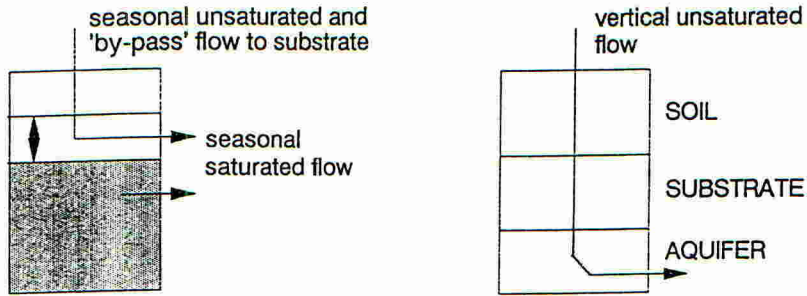 seasonal unsaturated and
'by-pass' flow to substrate
seasonal
saturated flow
vertical unsaturated
flow
SOIL
SUBSTRATE
AQUIFER